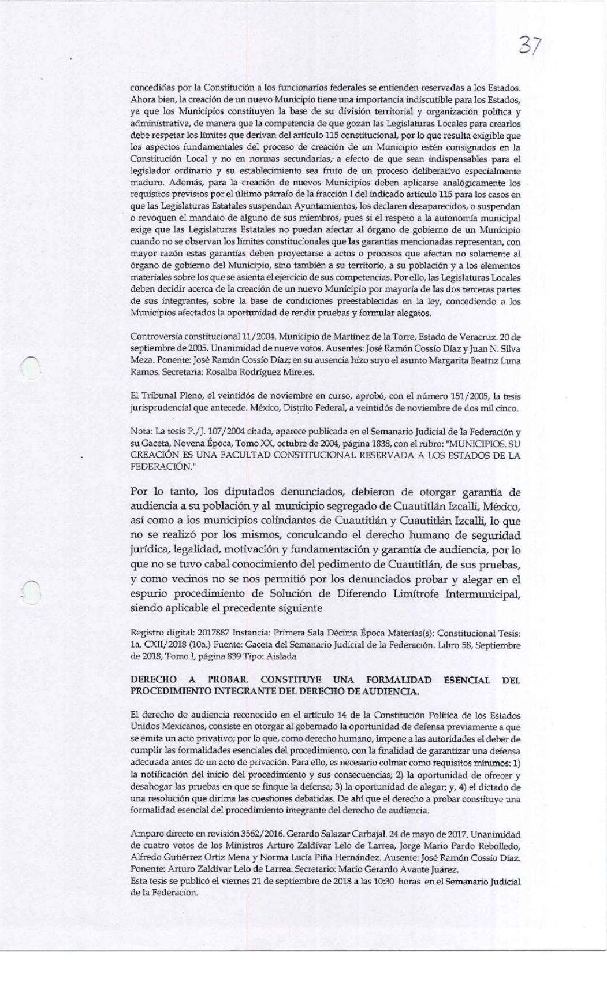 37
concedidas por la Constitución a los funcionarios federales se entienden reservadas a los Estados.
Ahora bien, la creación de un nuevo Municipio tiene una importancia indiscutible para los Estados,
ya que los Municipios constituyen la base de su división territorial y organización política y
administrativa, de manera que la competencia de que gozan las Legislaturas Locales para crearlos
debe respetar los límites que derivan del artículo 115 constitucional, por lo que resulta exigible que
los aspectos fundamentales del proceso de creación de un Municipio estén consignados en la
Constitución Local y no en normas secundarias, a efecto de que sean indispensables para el
legislador ordinario y su establecimiento sea fruto de un proceso deliberativo especialmente
maduro. Además, para la creación de nuevos Municipios deben aplicarse analógicamente los
requisitos previstos por el último párrafo de la fracción I del indicado artículo 115 para los casos en
que las Legislaturas Estatales suspendan Ayuntamientos, los declaren desaparecidos, o suspendan
o revoquen el mandato de alguno de sus miembros, pues si el respeto a la autonomía municipal
exige que las Legislaturas Estatales no puedan afectar al órgano de gobierno de un Municipio
cuando no se observan los límites constitucionales que las garantías mencionadas representan, con
mayor razón estas garantías deben proyectarse a actos o procesos que afectan no solamente al
órgano de gobierno del Municipio, sino también a su territorio, a su población y a los elementos
materiales sobre los que se asienta el ejercicio de sus competencias. Por ello, las Legislaturas Locales
deben decidir acerca de la creación de un nuevo Municipio por mayoría de las dos terceras partes
de sus integrantes, sobre la base de condiciones preestablecidas en la ley, concediendo a los
Municipios afectados la oportunidad de rendir pruebas y formular alegatos.
Controversia constitucional 11/2004. Municipio de Martínez de la Torre, Estado de Veracruz. 20 de
septiembre de 2005. Unanimidad de nueve votos. Ausentes: José Ramón Cossío Díaz y Juan N. Silva
Meza. Ponente: José Ramón Cossío Díaz; en su ausencia hizo suyo el asunto Margarita Beatriz Luna
Ramos. Secretaria: Rosalba Rodríguez Mireles.
El Tribunal Pleno, el veintidós de noviembre en curso, aprobó, con el número 151/2005, la tesis
jurisprudencial que antecede. México, Distrito Federal, a veintidós de noviembre de dos mil cinco.
Nota: La tesis P./J. 107/2004 citada, aparece publicada en el Semanario Judicial de la Federación y
su Gaceta, Novena Época, Tomo XX, octubre de 2004, página 1838, con el rubro: "MUNICIPIOS. SU
CREACIÓN ES UNA FACULTAD CONSTITUCIONAL RESERVADA A LOS ESTADOS DE LA
FEDERACIÓN."
Por lo tanto, los diputados denunciados, debieron de otorgar garantía de
audiencia a su población y al municipio segregado de Cuautitlán Izcalli, México,
así como a los municipios colindantes de Cuautitlán y Cuautitlán Izcalli, lo que
no se realizó por los mismos, conculcando el derecho humano de seguridad
jurídica, legalidad, motivación y fundamentación y garantía de audiencia, por lo
que no se tuvo cabal conocimiento del pedimento de Cuautitlán, de sus pruebas,
y como vecinos no se nos permitió por los denunciados probar y alegar en el
espurio procedimiento de Solución de Diferendo Limítrofe Intermunicipal,
siendo aplicable el precedente siguiente
Registro digital: 2017887 Instancia: Primera Sala Décima Época Materias(s): Constitucional Tesis:
1a. CXII/2018 (10a.) Fuente: Gaceta del Semanario Judicial de la Federación. Libro 58, Septiembre
de 2018, Tomo I, página 839 Tipo: Aislada
DERECHO A PROBAR. CONSTITUYE UNA FORMALIDAD ESENCIAL DEL
PROCEDIMIENTO INTEGRANTE DEL DERECHO DE AUDIENCIA.
El derecho de audiencia reconocido en el artículo 14 de la Constitución Política de los Estados
Unidos Mexicanos, consiste en otorgar al gobernado la oportunidad de defensa previamente a que
se emita un acto privativo; por lo que, como derecho humano, impone a las autoridades el deber de
cumplir las formalidades esenciales del procedimiento, con la finalidad de garantizar una defensa
adecuada antes de un acto de privación. Para ello, es necesario colmar como requisitos mínimos: 1)
la notificación del inicio del procedimiento y sus consecuencias; 2) la oportunidad de ofrecer y
desahogar las pruebas en que se finque la defensa; 3) la oportunidad de alegar; y, 4) el dictado de
una resolución que dirima las cuestiones debatidas. De ahí que el derecho a probar constituye una
formalidad esencial del procedimiento integrante del derecho de audiencia.
Amparo directo en revisión 3562/2016. Gerardo Salazar Carbajal. 24 de mayo de 2017. Unanimidad
de cuatro votos de los Ministros Arturo Zaldívar Lelo de Larrea, Jorge Mario Pardo Rebolledo,
Alfredo Gutiérrez Ortiz Mena y Norma Lucía Piña Hernández. Ausente: José Ramón Cossío Díaz.
Ponente: Arturo Zaldívar Lelo de Larrea. Secretario: Mario Gerardo Avante Juárez.
Esta tesis se publicó el viernes 21 de septiembre de 2018 a las 10:30 horas en el Semanario Judicial
de la Federación.